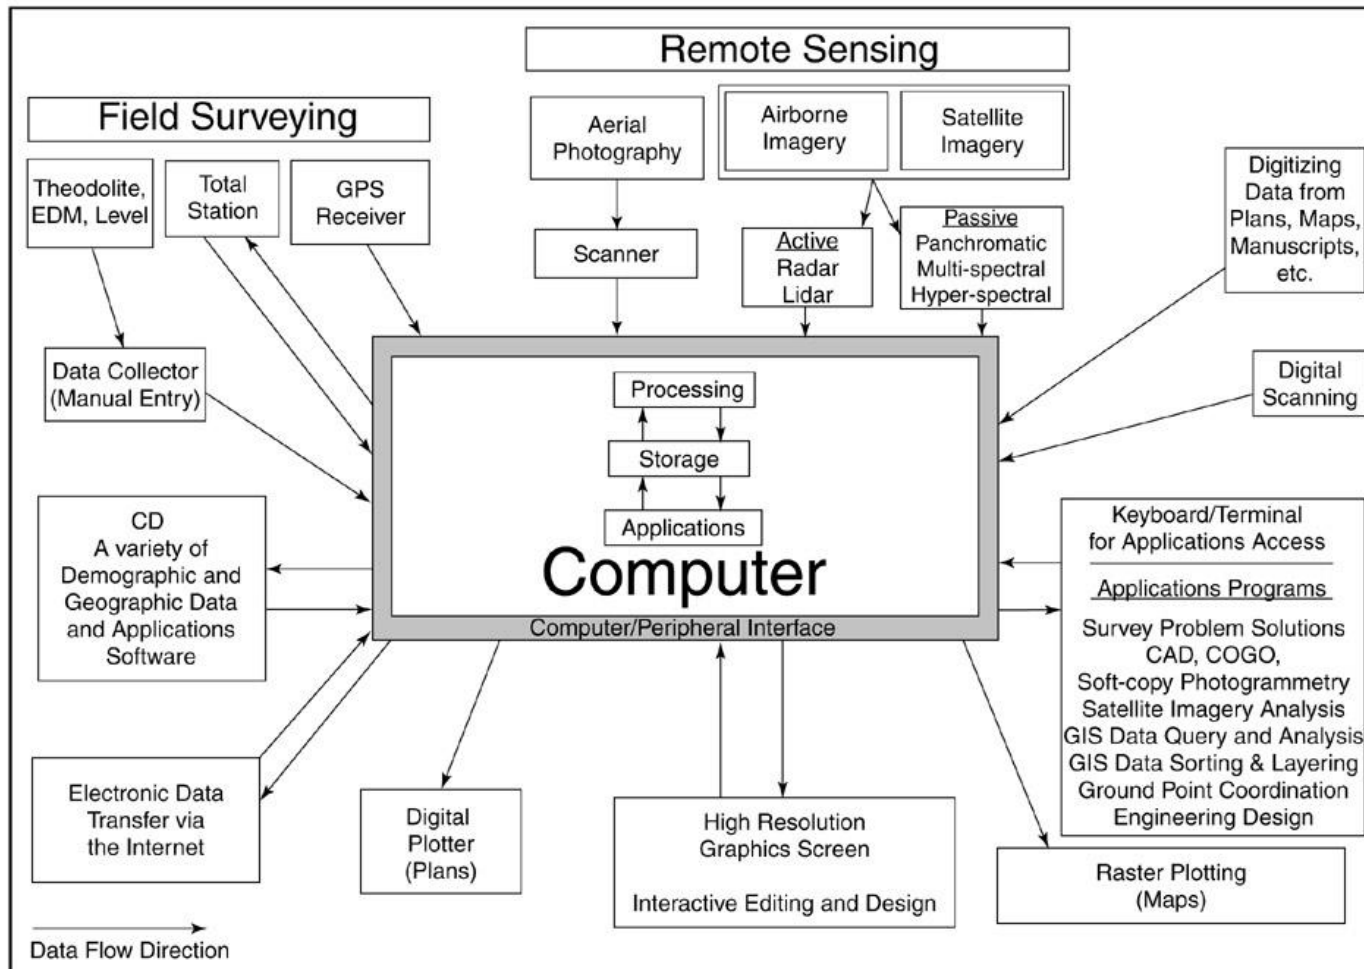 Remote Sensing
Field Surveying
Theodolite,
EDM, Level
Total
Station
GPS
Receiver
Aerial
Photography
Airborne
Imagery
Satellite
Imagery
Digitizing
Data from
Plans, Maps,
Manuscripts,
etc.
Scanner
Active
Radar
Lidar
Passive
Panchromatic
Multi-spectral
Hyper-spectral
Data Collector
(Manual Entry)
Digital
Scanning
Processing
Storage
Applications
Computer
Computer/Peripheral Interface
CD
A variety of
Demographic and
Geographic Data
and Applications
Software
Keyboard/Terminal
for Applications Access
Applications Programs
Survey Problem Solutions
CAD, COGO,
Soft-copy Photogrammetry
Satellite Imagery Analysis
GIS Data Query and Analysis
GIS Data Sorting & Layering
Ground Point Coordination
Engineering Design
Electronic Data
Transfer via
the Internet
Digital
Plotter
(Plans)
High Resolution
Graphics Screen
Interactive Editing and Design
Raster Plotting
(Maps)
Data Flow Direction